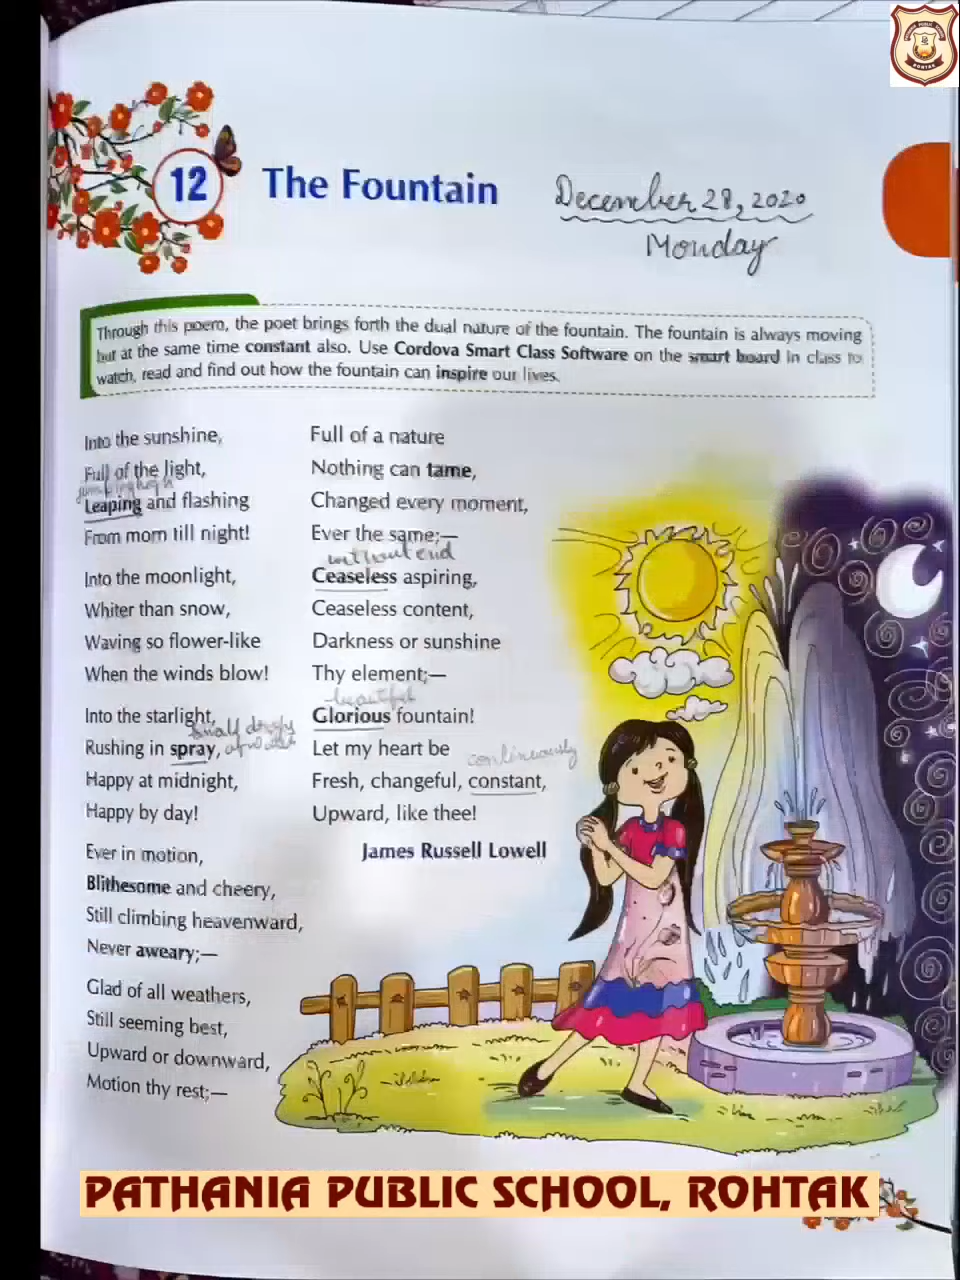 12
The Fountain
December 28, 2020
Monday
Through this poem, the poet brings forth the dual nature of the fountain. The fountain is always moving
but at the same time constant also. Use Cordova Smart Class Software on the smart board in class to
watch, read and find out how the fountain can inspire our lives.
Into the sunshine,
Full of the light,
jumping high
Leaping and flashing
From morn till night!
Into the moonlight,
Whiter than snow,
Waving so flower-like
When the winds blow!
Into the starlight,
small drops
of water
Rushing in spray,
Happy at midnight,
Happy by day!
Ever in motion,
Blithesome and cheery,
Still climbing heavenward,
Never aweary;—
Glad of all weathers,
Still seeming best,
Upward or downward,
Motion thy rest;—
Full of a nature
Nothing can tame,
Changed every moment,
Ever the same;—
without end
Ceaseless aspiring,
Ceaseless content,
Darkness or sunshine
Thy element;—
beautiful
Glorious fountain!
Let my heart be
continuously
Fresh, changeful, constant,
Upward, like thee!
James Russell Lowell
PATHANIA PUBLIC SCHOOL, ROHTAK